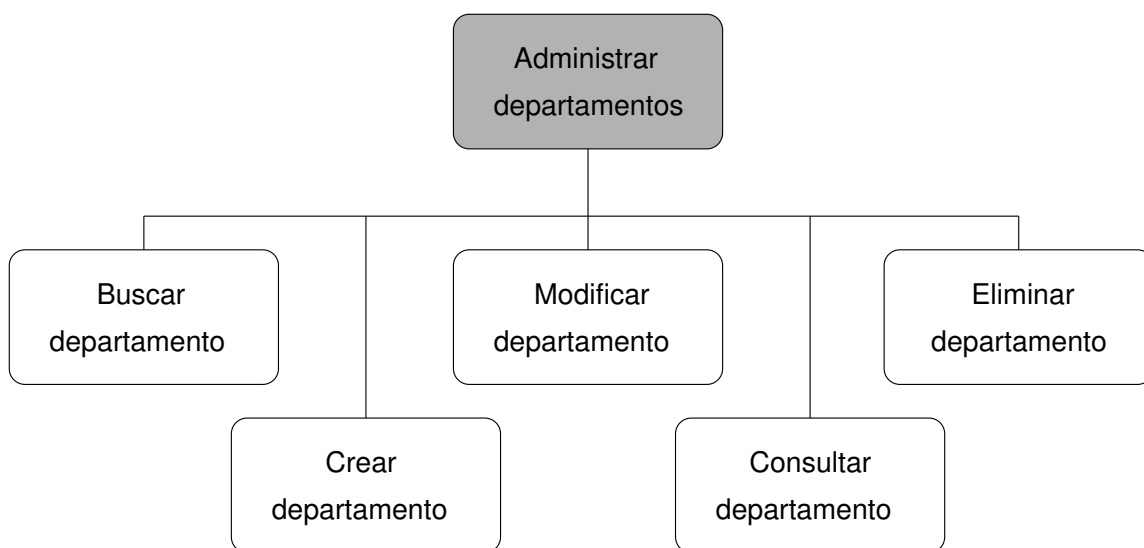 Administrar
departamentos
Buscar
departamento
Modificar
departamento
Eliminar
departamento
Crear
departamento
Consultar
departamento